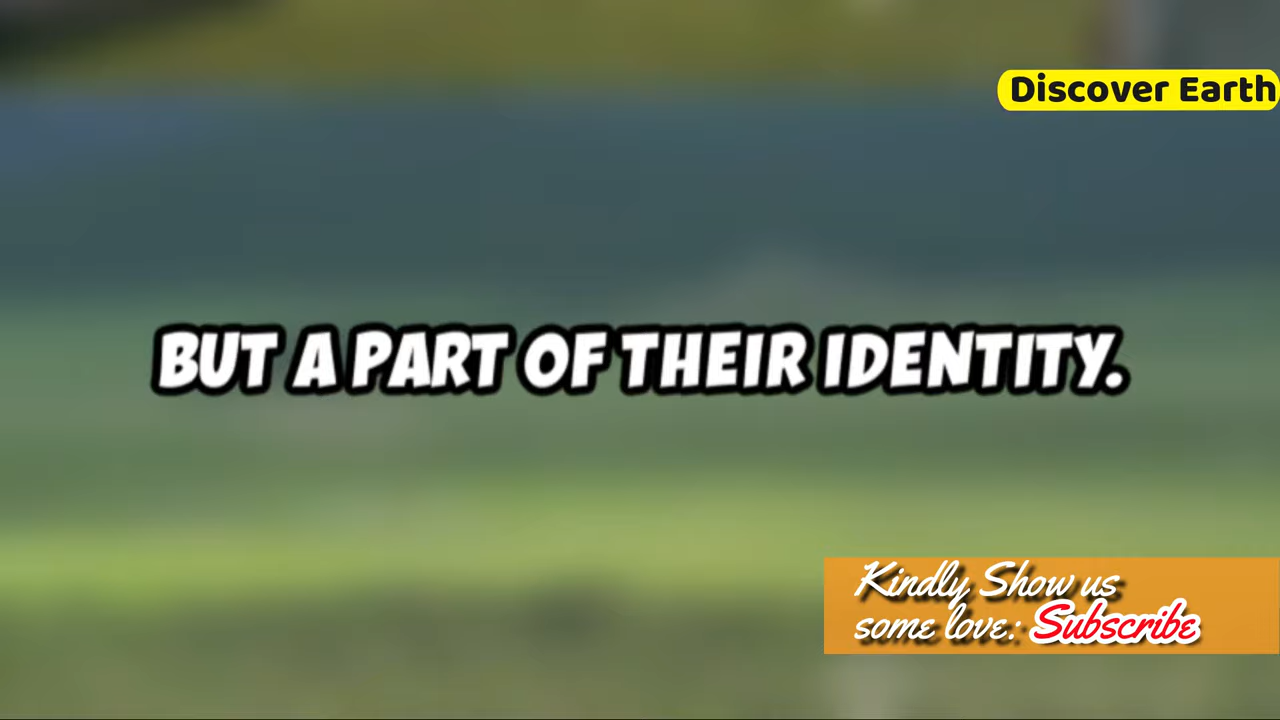 Discover Earth
BUT A PART OF THEIR IDENTITY.
Kindly Show us
some love: Subscribe